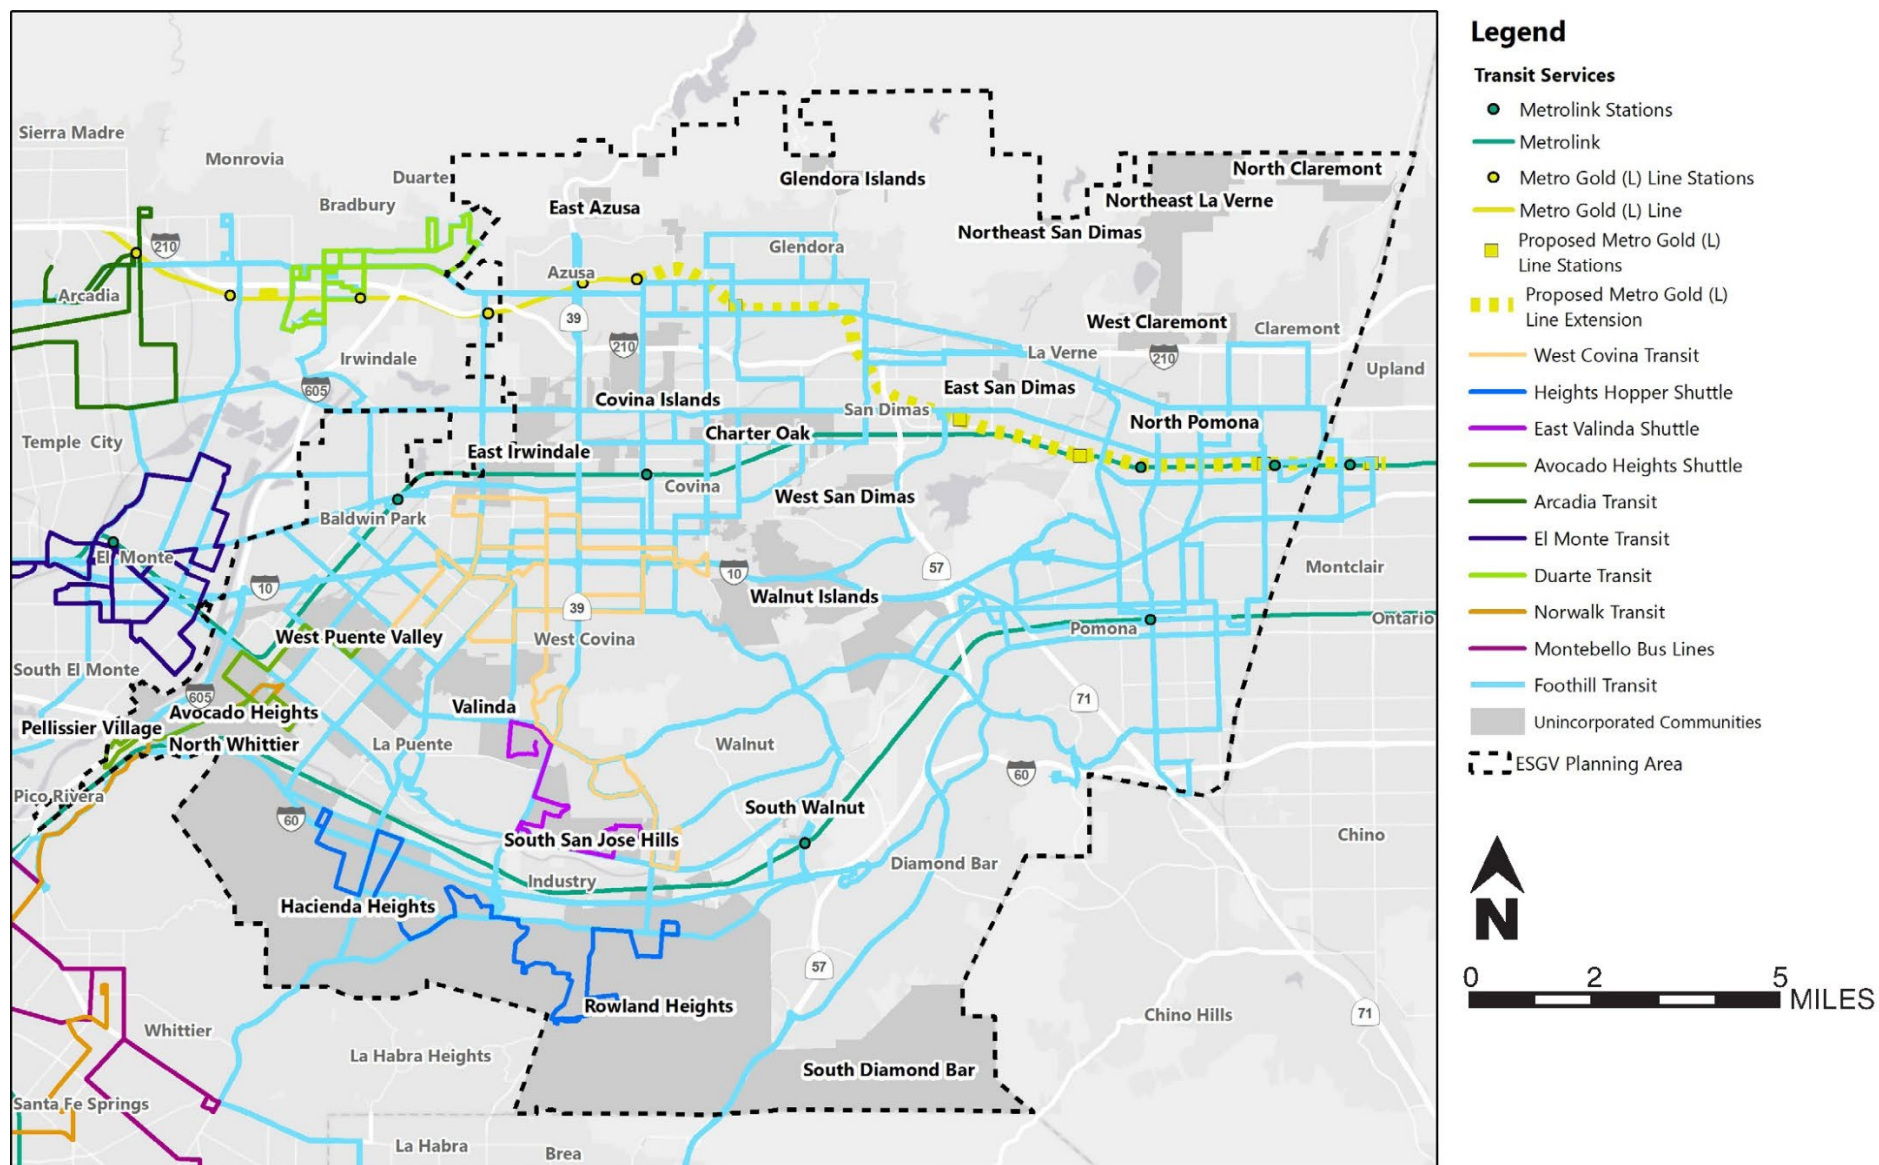 Legend
Transit Services
Metrolink Stations
Metrolink
Metro Gold (L) Line Stations
Metro Gold (L) Line
Proposed Metro Gold (L)
Line Stations
Proposed Metro Gold (L)
Line Extension
West Covina Transit
Heights Hopper Shuttle
East Valinda Shuttle
Avocado Heights Shuttle
Arcadia Transit
El Monte Transit
Duarte Transit
Norwalk Transit
Montebello Bus Lines
Foothill Transit
Unincorporated Communities
ESGV Planning Area
N
0 2 5
MILES
Sierra Madre
Monrovia
Duarte
Bradbury
Glendora Islands
North Claremont
East Azusa
Northeast La Verne
Northeast San Dimas
Glendora
210
Azusa
Arcadia
39
West Claremont
Claremont
210
La Verne
210
Irwindale
605
Upland
East San Dimas
Covina Islands
San Dimas
Temple City
Charter Oak
North Pomona
East Irwindale
Covina
West San Dimas
Baldwin Park
El Monte
10
10
57
Montclair
Walnut Islands
39
West Puente Valley
West Covina
Pomona
Ontario
South El Monte
605
71
Valinda
Avocado Heights
Pellissier Village
North Whittier
La Puente
Walnut
60
Pico Rivera
South Walnut
60
Chino
South San Jose Hills
Diamond Bar
Industry
Hacienda Heights
57
Rowland Heights
Chino Hills
71
Whittier
La Habra Heights
South Diamond Bar
Santa Fe Springs
La Habra
Brea